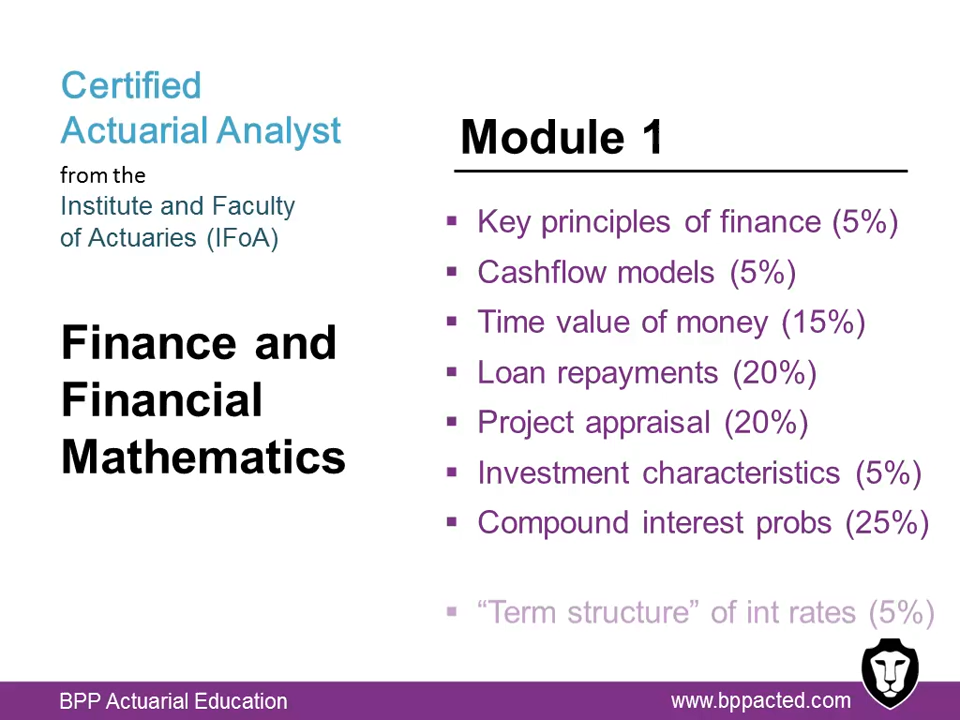 Certified
Actuarial Analyst
from the
Institute and Faculty
of Actuaries (IFoA)
Finance and
Financial
Mathematics
Module 1
▪ Key principles of finance (5%)
▪ Cashflow models (5%)
▪ Time value of money (15%)
▪ Loan repayments (20%)
▪ Project appraisal (20%)
▪ Investment characteristics (5%)
▪ Compound interest probs (25%)
▪ “Term structure” of int rates (5%)
BPP Actuarial Education
www.bppacted.com